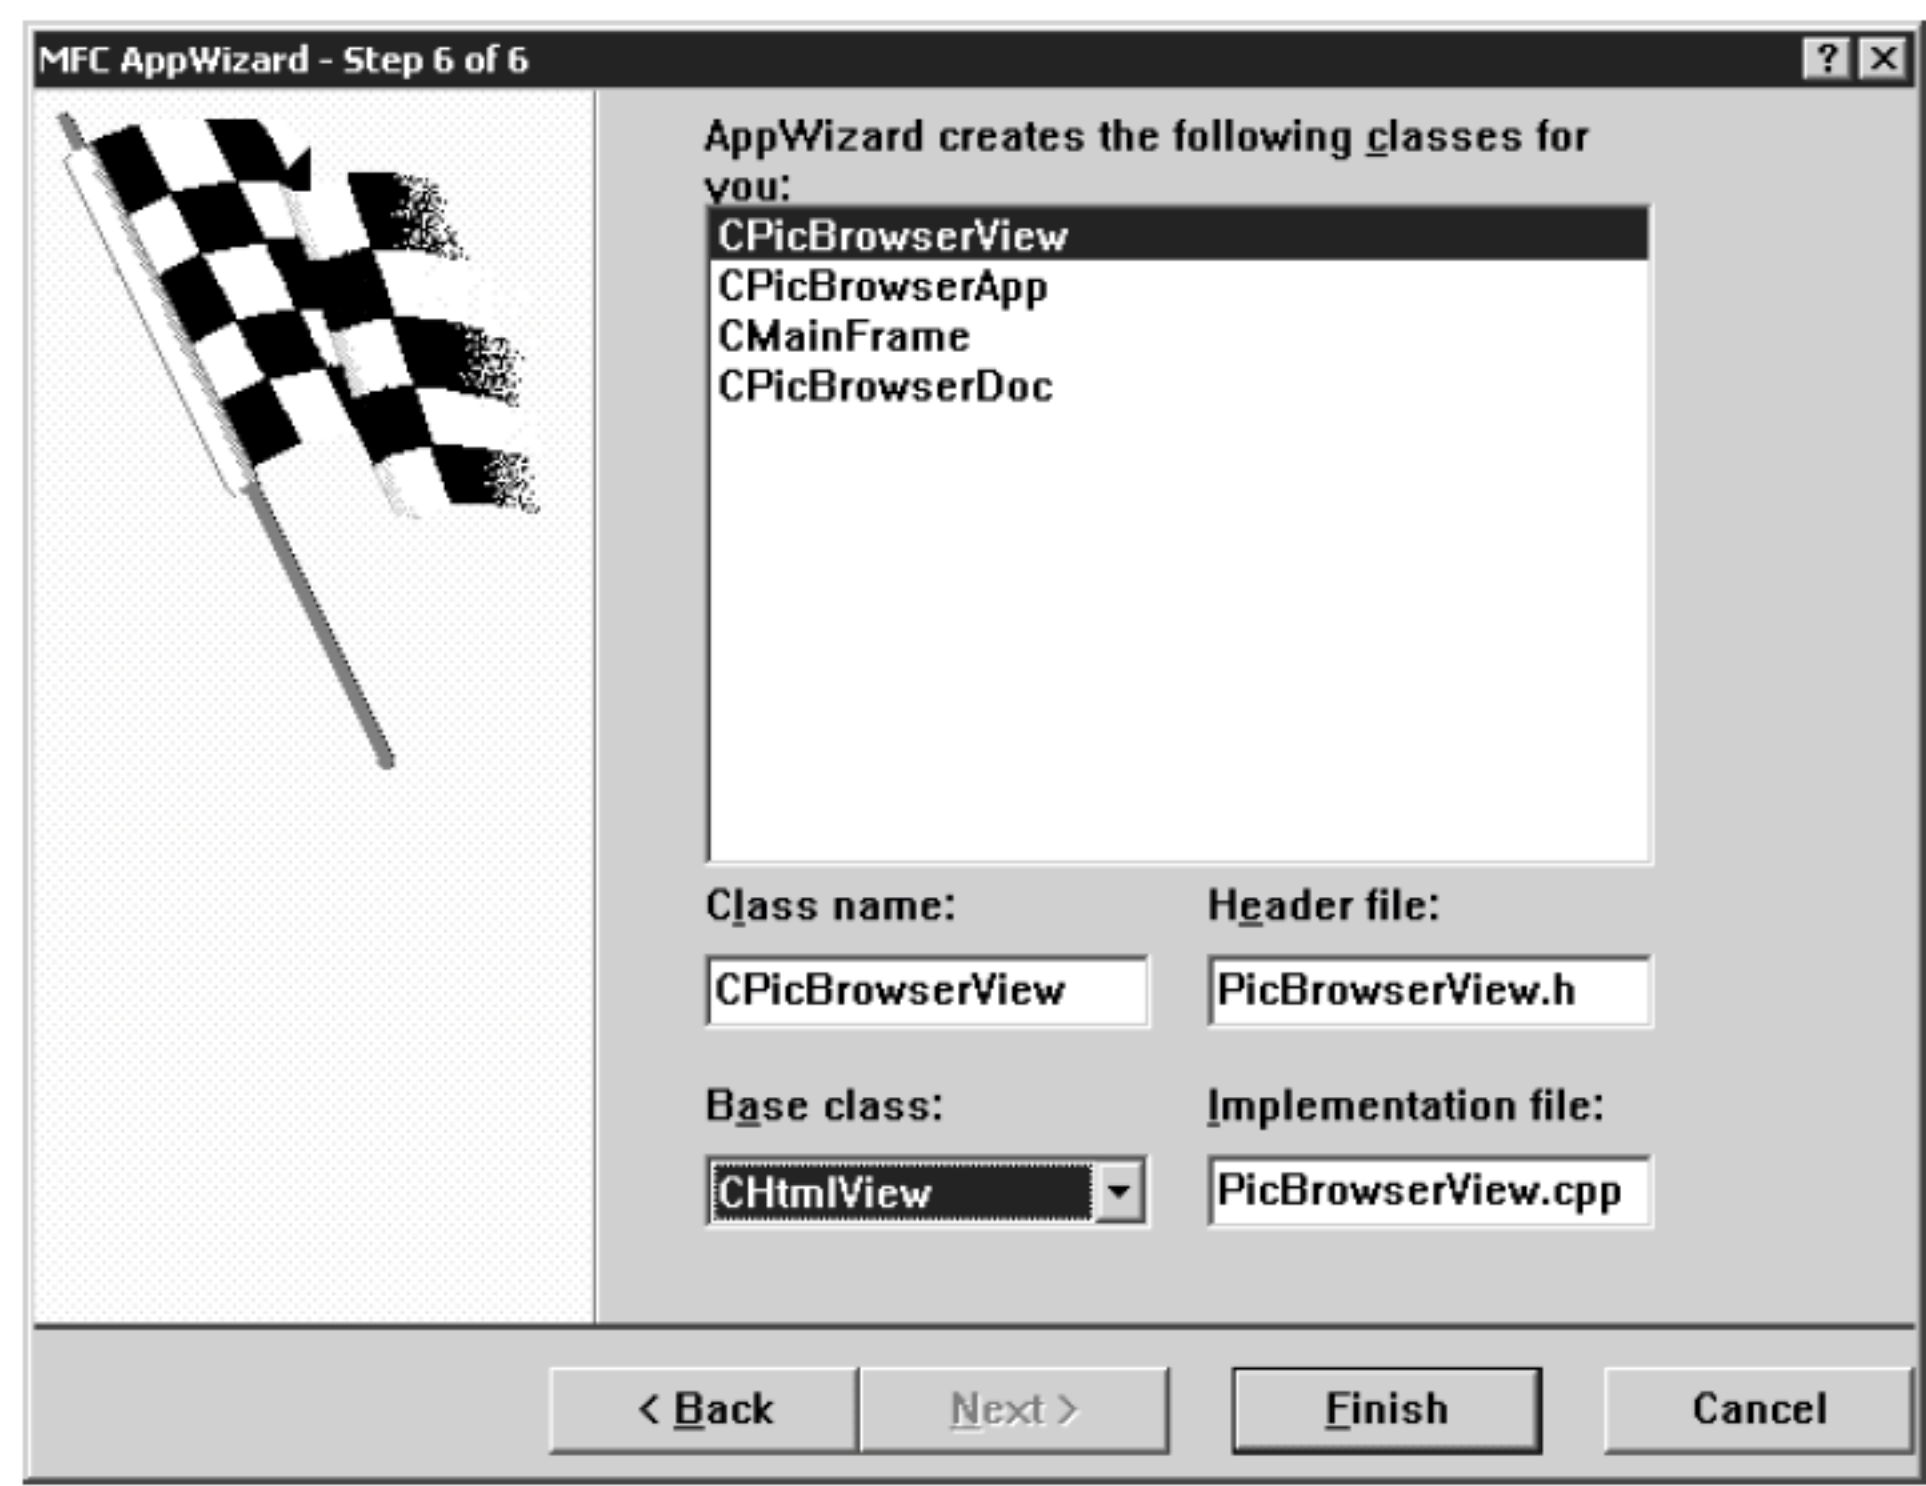 MFC AppWizard - Step 6 of 6
AppWizard creates the following classes for
you:
CPicBrowserView
CPicBrowserApp
CMainFrame
CPicBrowserDoc
Class name:
Header file:
CPicBrowserView
PicBrowserView.h
Base class:
Implementation file:
CHtmlView
PicBrowserView.cpp
< Back
Next >
Finish
Cancel